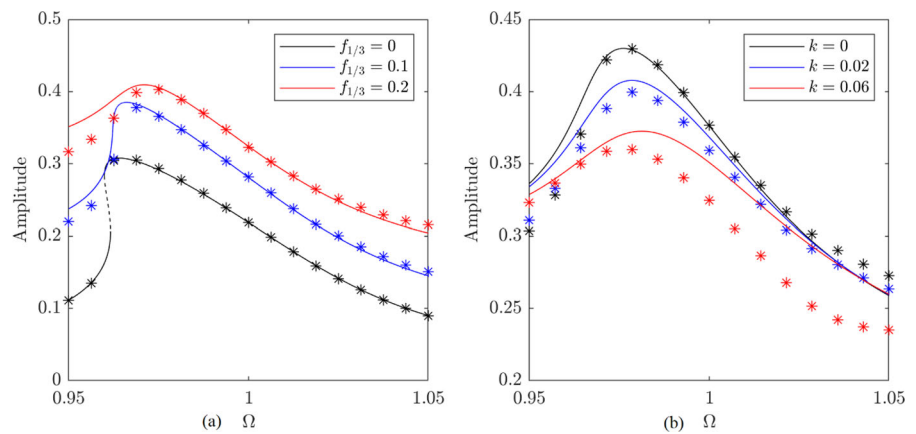 0.5
0.4
0.3
0.2
0.1
0
Amplitude
f1/3 = 0
f1/3 = 0.1
f1/3 = 0.2
0.95
1
1.05
(a) Ω
0.45
0.4
0.35
0.3
0.25
0.2
Amplitude
k = 0
k = 0.02
k = 0.06
0.95
1
1.05
(b) Ω